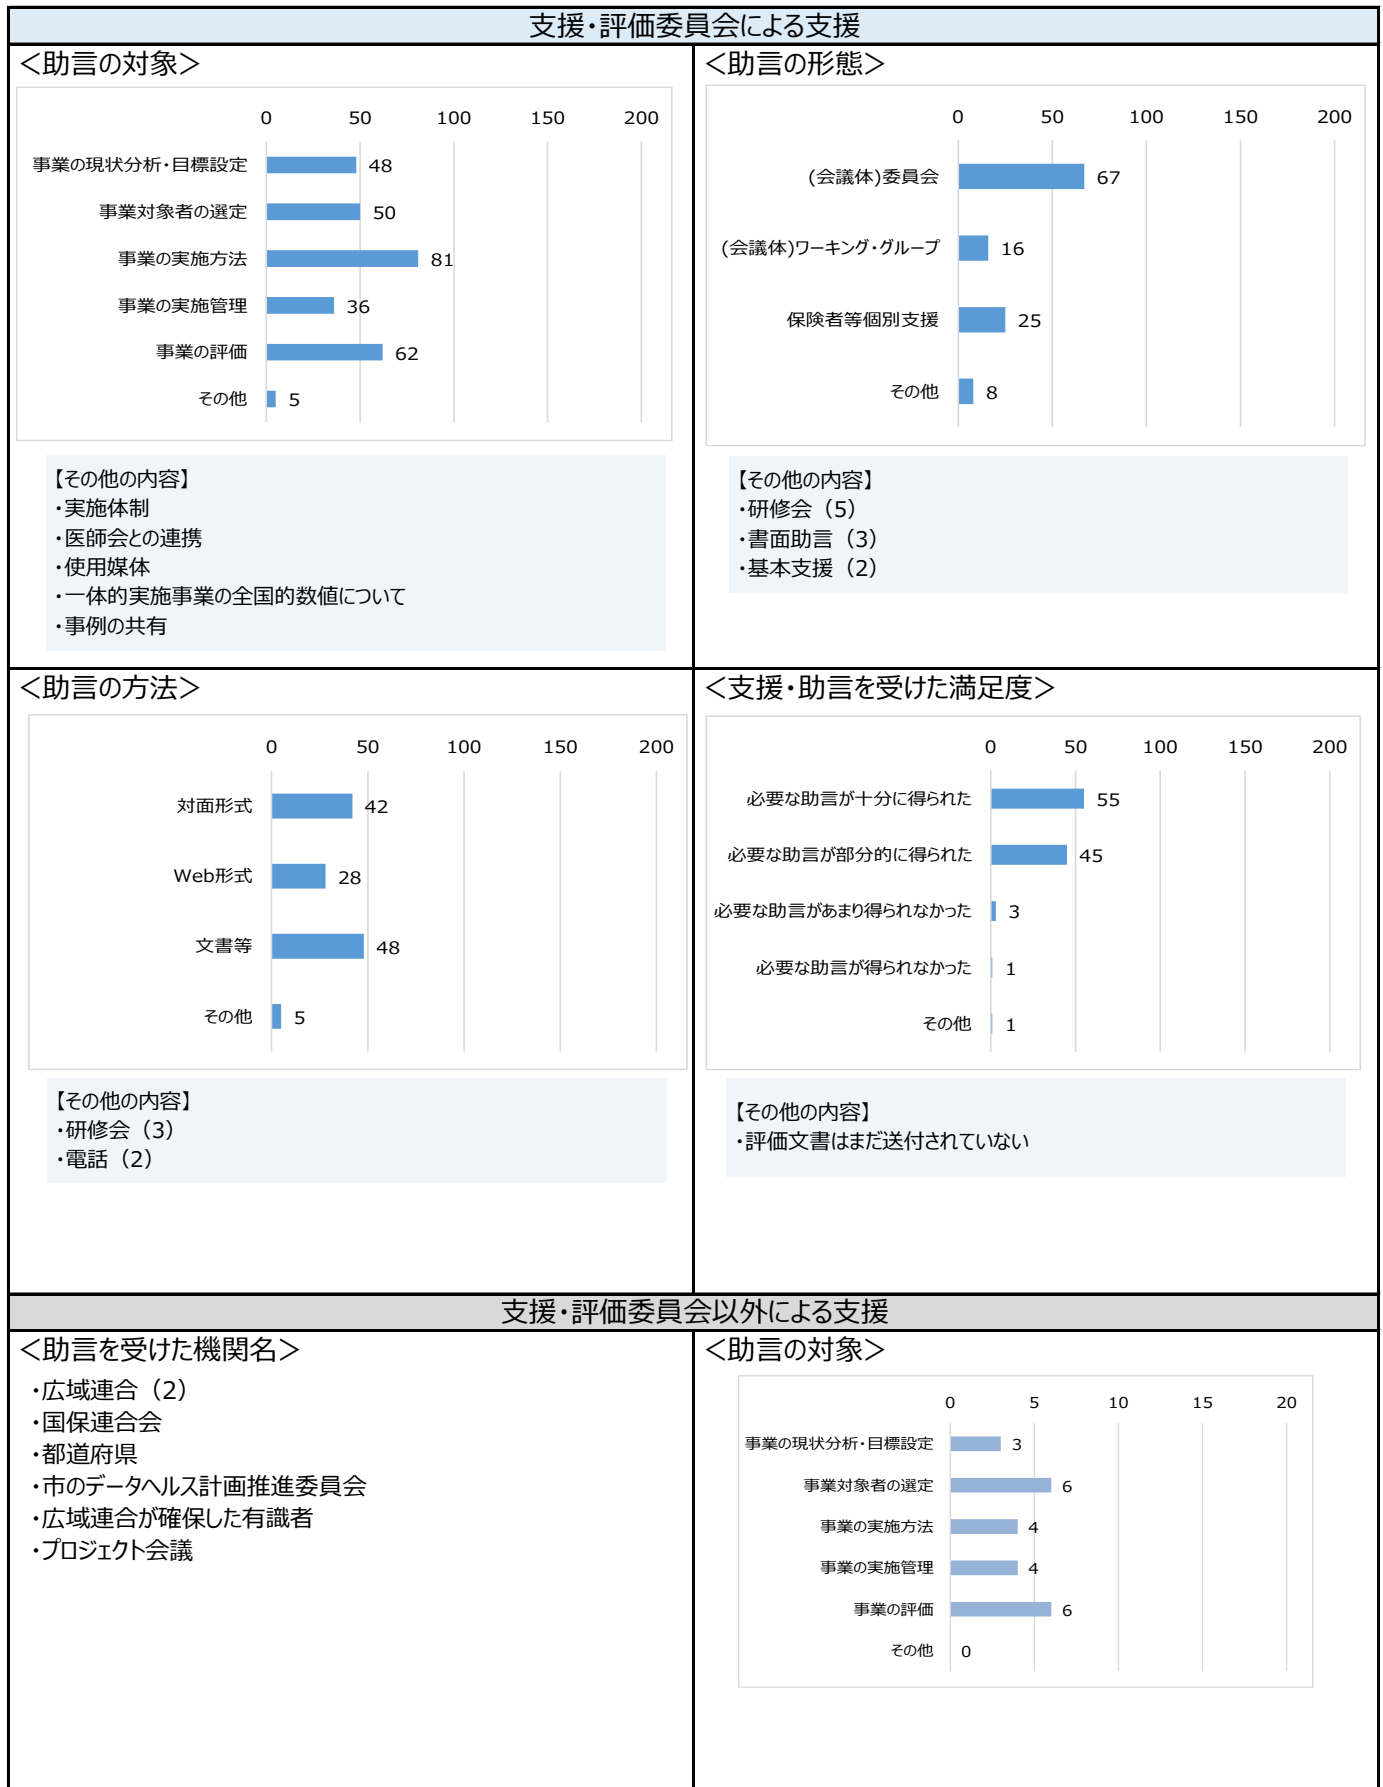 支援・評価委員会による支援
＜助言の対象＞
0 50 100 150 200
事業の現状分析・目標設定 48
事業対象者の選定 50
事業の実施方法 81
事業の実施管理 36
事業の評価 62
その他 5
【その他の内容】
・実施体制
・医師会との連携
・使用媒体
・一体的実施事業の全国的数値について
・事例の共有
＜助言の形態＞
0 50 100 150 200
(会議体)委員会 67
(会議体)ワーキング・グループ 16
保険者等個別支援 25
その他 8
【その他の内容】
・研修会（5）
・書面助言（3）
・基本支援（2）
＜助言の方法＞
0 50 100 150 200
対面形式 42
Web形式 28
文書等 48
その他 5
【その他の内容】
・研修会（3）
・電話（2）
＜支援・助言を受けた満足度＞
0 50 100 150 200
必要な助言が十分に得られた 55
必要な助言が部分的に得られた 45
必要な助言があまり得られなかった 3
必要な助言が得られなかった 1
その他 1
【その他の内容】
・評価文書はまだ送付されていない
支援・評価委員会以外による支援
＜助言を受けた機関名＞
・広域連合（2）
・国保連合会
・都道府県
・市のデータヘルス計画推進委員会
・広域連合が確保した有識者
・プロジェクト会議
＜助言の対象＞
0 5 10 15 20
事業の現状分析・目標設定 3
事業対象者の選定 6
事業の実施方法 4
事業の実施管理 4
事業の評価 6
その他 0